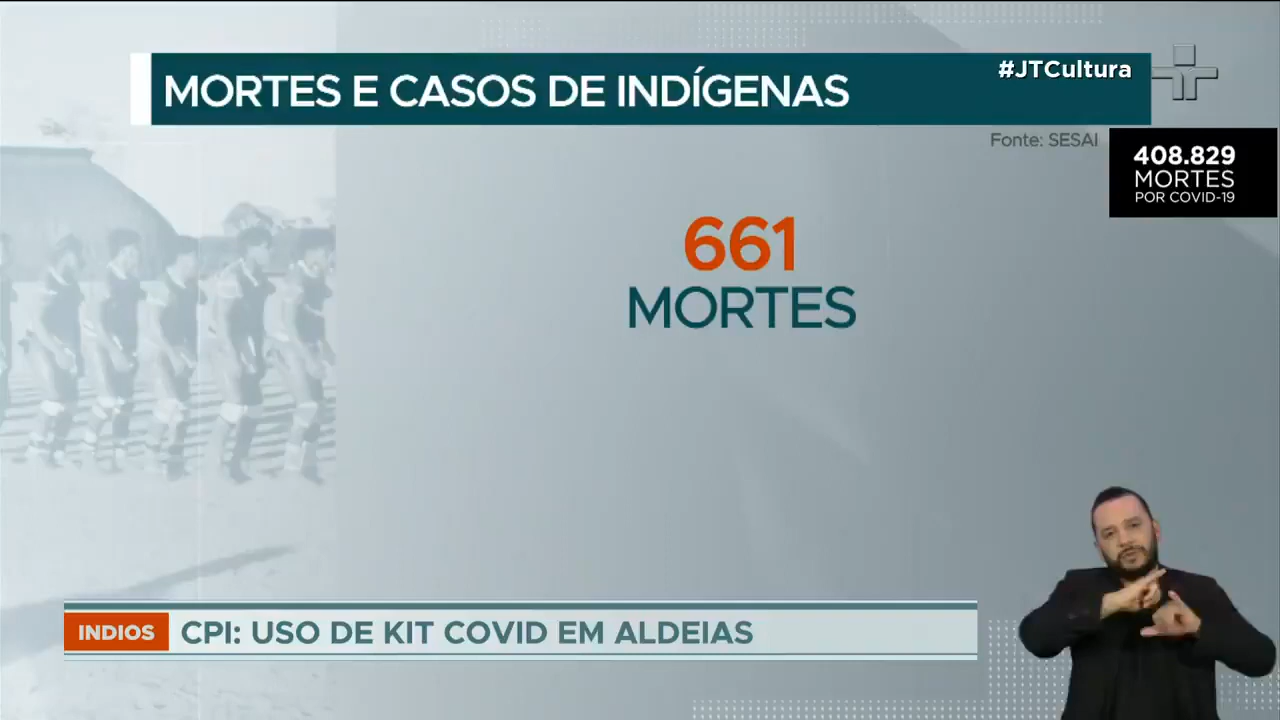 #JTCultura
MORTES E CASOS DE INDÍGENAS
Fonte: SESAI
408.829
MORTES
POR COVID-19
661
MORTES
INDIOS
CPI: USO DE KIT COVID EM ALDEIAS